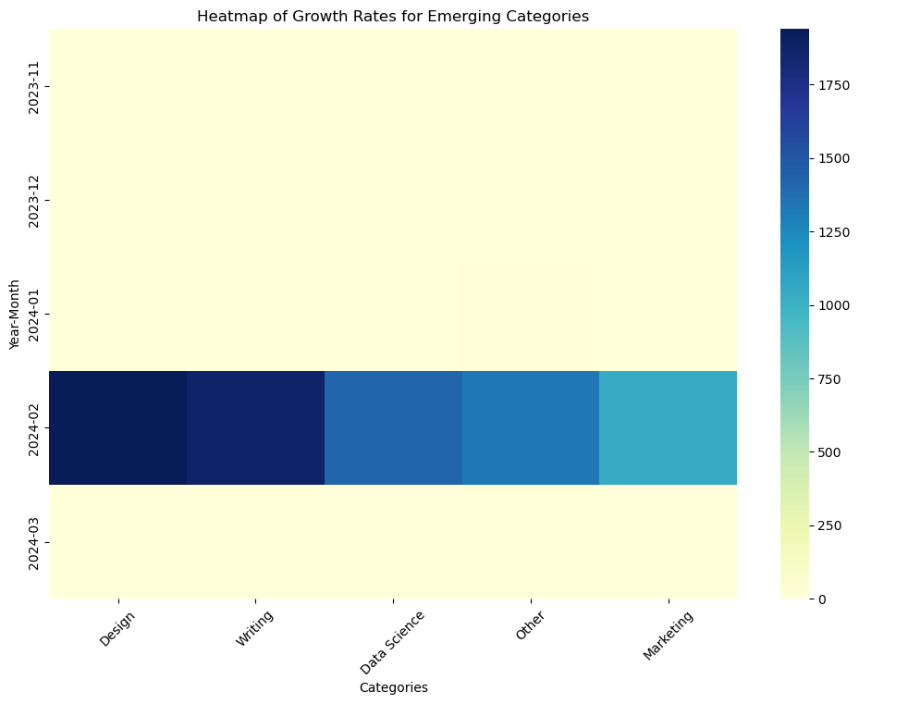 Heatmap of Growth Rates for Emerging Categories
Year-Month
2023-11
2023-12
2024-01
2024-02
2024-03
Design
Writing
Data Science
Other
Marketing
Categories
1750
1500
1250
1000
750
500
250
0